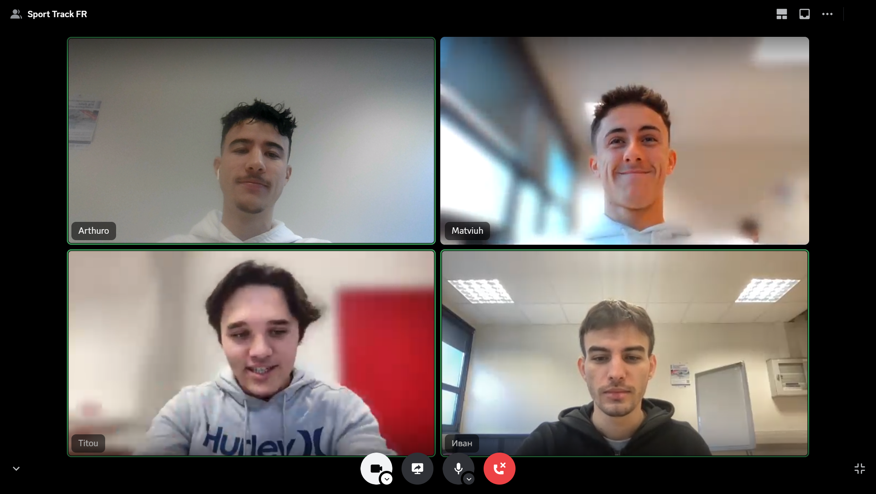 Sport Track FR
Arthuro
Matviuh
Titou
Иван
Hurley